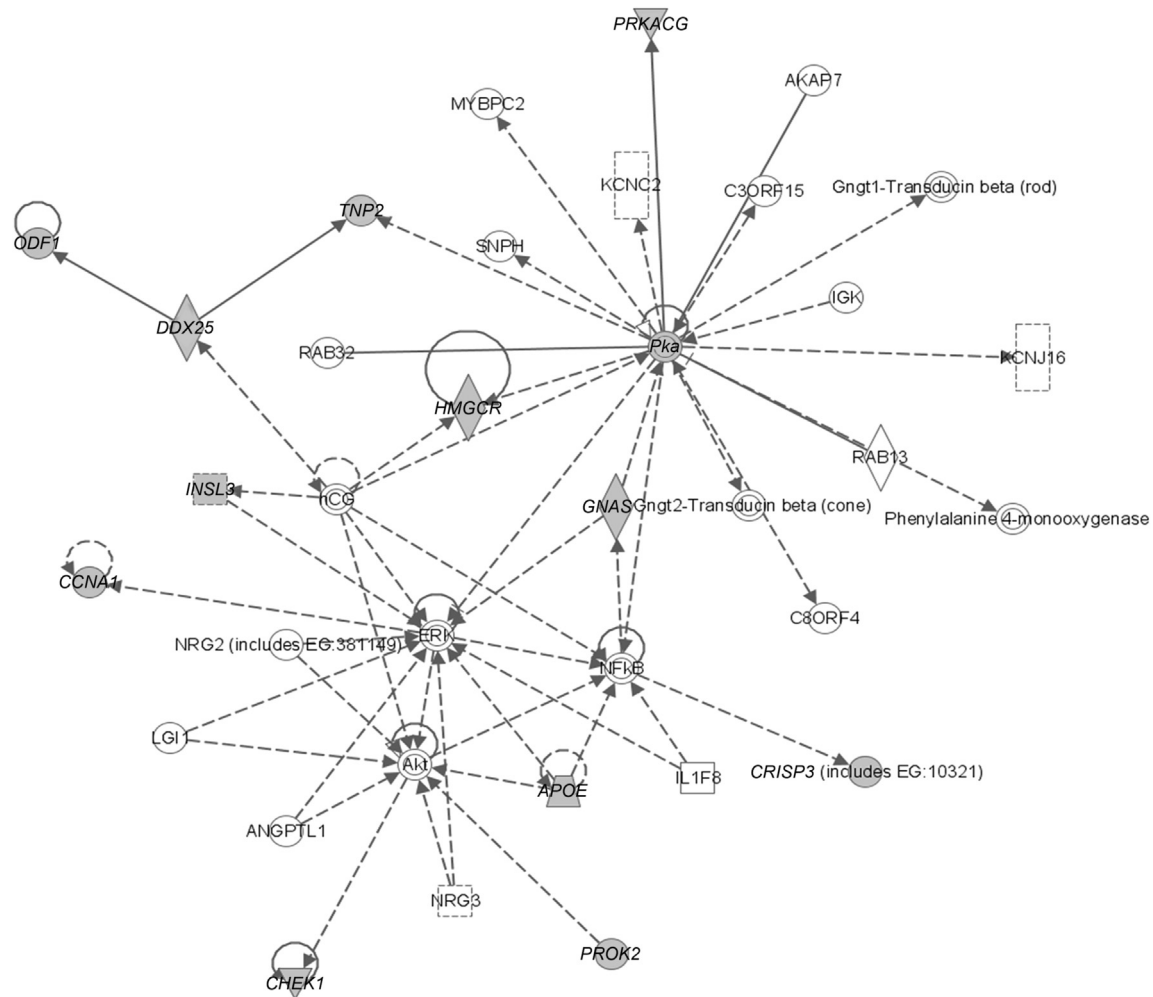 PRKACG
AKAP7
MYBPC2
KCNC2
C3ORF15
Gngt1-Transducin beta (rod)
TNP2
ODF1
SNPH
IGK
DDX25
RAB32
Pka
KCNJ16
HMGCR
RAB13
INSL3
hCG
GNAS
Gngt2-Transducin beta (cone)
Phenylalanine 4-monooxygenase
CCNA1
C8ORF4
ERK
NRG2 (includes EG:381149)
NFkB
LGI1
Akt
APOE
IL1F8
CRISP3 (includes EG:10321)
ANGPTL1
NRG3
PROK2
CHEK1